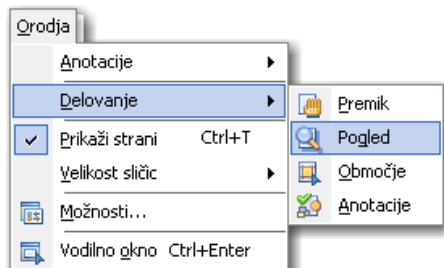 Orodja
Anotacije
Delovanje
Prikaži strani Ctrl+T
Velikost sličic
Možnosti...
Vodilno okno Ctrl+Enter
Premik
Pogled
Območje
Anotacije